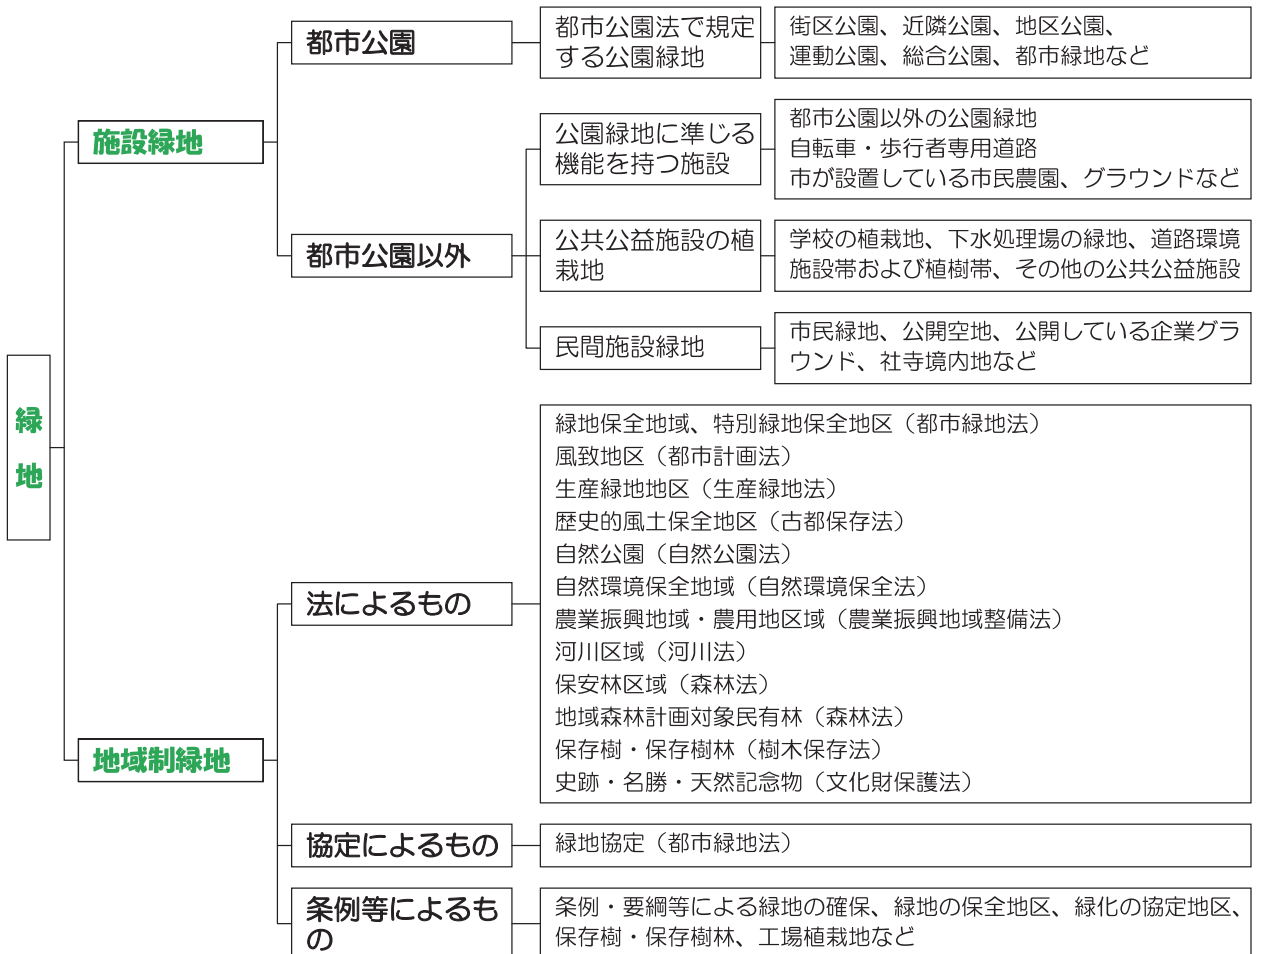 緑地
施設緑地
都市公園
都市公園法で規定
する公園緑地
街区公園、近隣公園、地区公園、
運動公園、総合公園、都市緑地など
都市公園以外
公園緑地に準じる
機能を持つ施設
都市公園以外の公園緑地
自転車・歩行者専用道路
市が設置している市民農園、グラウンドなど
公共公益施設の植
栽地
学校の植栽地、下水処理場の緑地、道路環境
施設帯および植樹帯、その他の公共公益施設
民間施設緑地
市民緑地、公開空地、公開している企業グラ
ウンド、社寺境内地など
地域制緑地
法によるもの
緑地保全地域、特別緑地保全地区（都市緑地法）
風致地区（都市計画法）
生産緑地地区（生産緑地法）
歴史的風土保全地区（古都保存法）
自然公園（自然公園法）
自然環境保全地域（自然環境保全法）
農業振興地域・農用地区域（農業振興地域整備法）
河川区域（河川法）
保安林区域（森林法）
地域森林計画対象民有林（森林法）
保存樹・保存樹林（樹木保存法）
史跡・名勝・天然記念物（文化財保護法）
協定によるもの
緑地協定（都市緑地法）
条例等によるも
の
条例・要綱等による緑地の確保、緑地の保全地区、緑化の協定地区、
保存樹・保存樹林、工場植栽地など